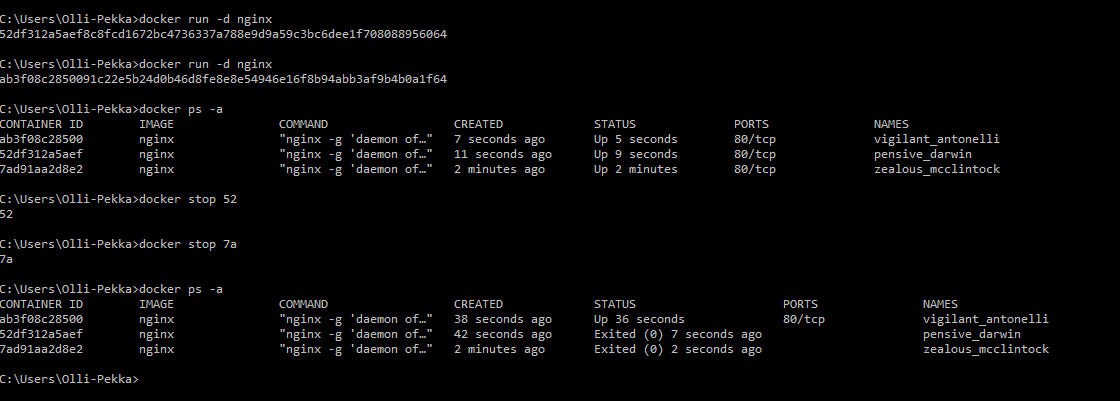 C:\Users\Olli-Pekka>docker run -d nginx
52df312a5aef8c8fcd1672bc4736337a788e9d9a59c3bc6dee1f708088956064
C:\Users\Olli-Pekka>docker run -d nginx
ab3f08c2850091c22e5b24d0b46d8fe8e8e54946e16f8b94abb3af9b4b0a1f64
C:\Users\Olli-Pekka>docker ps -a
CONTAINER ID IMAGE COMMAND CREATED STATUS PORTS NAMES
ab3f08c28500 nginx "nginx -g 'daemon of…" 7 seconds ago Up 5 seconds 80/tcp vigilant_antonelli
52df312a5aef nginx "nginx -g 'daemon of…" 11 seconds ago Up 9 seconds 80/tcp pensive_darwin
7ad91aa2d8e2 nginx "nginx -g 'daemon of…" 2 minutes ago Up 2 minutes 80/tcp zealous_mcclintock
C:\Users\Olli-Pekka>docker stop 52
52
C:\Users\Olli-Pekka>docker stop 7a
7a
C:\Users\Olli-Pekka>docker ps -a
CONTAINER ID IMAGE COMMAND CREATED STATUS PORTS NAMES
ab3f08c28500 nginx "nginx -g 'daemon of…" 38 seconds ago Up 36 seconds 80/tcp vigilant_antonelli
52df312a5aef nginx "nginx -g 'daemon of…" 42 seconds ago Exited (0) 7 seconds ago pensive_darwin
7ad91aa2d8e2 nginx "nginx -g 'daemon of…" 2 minutes ago Exited (0) 2 seconds ago zealous_mcclintock
C:\Users\Olli-Pekka>